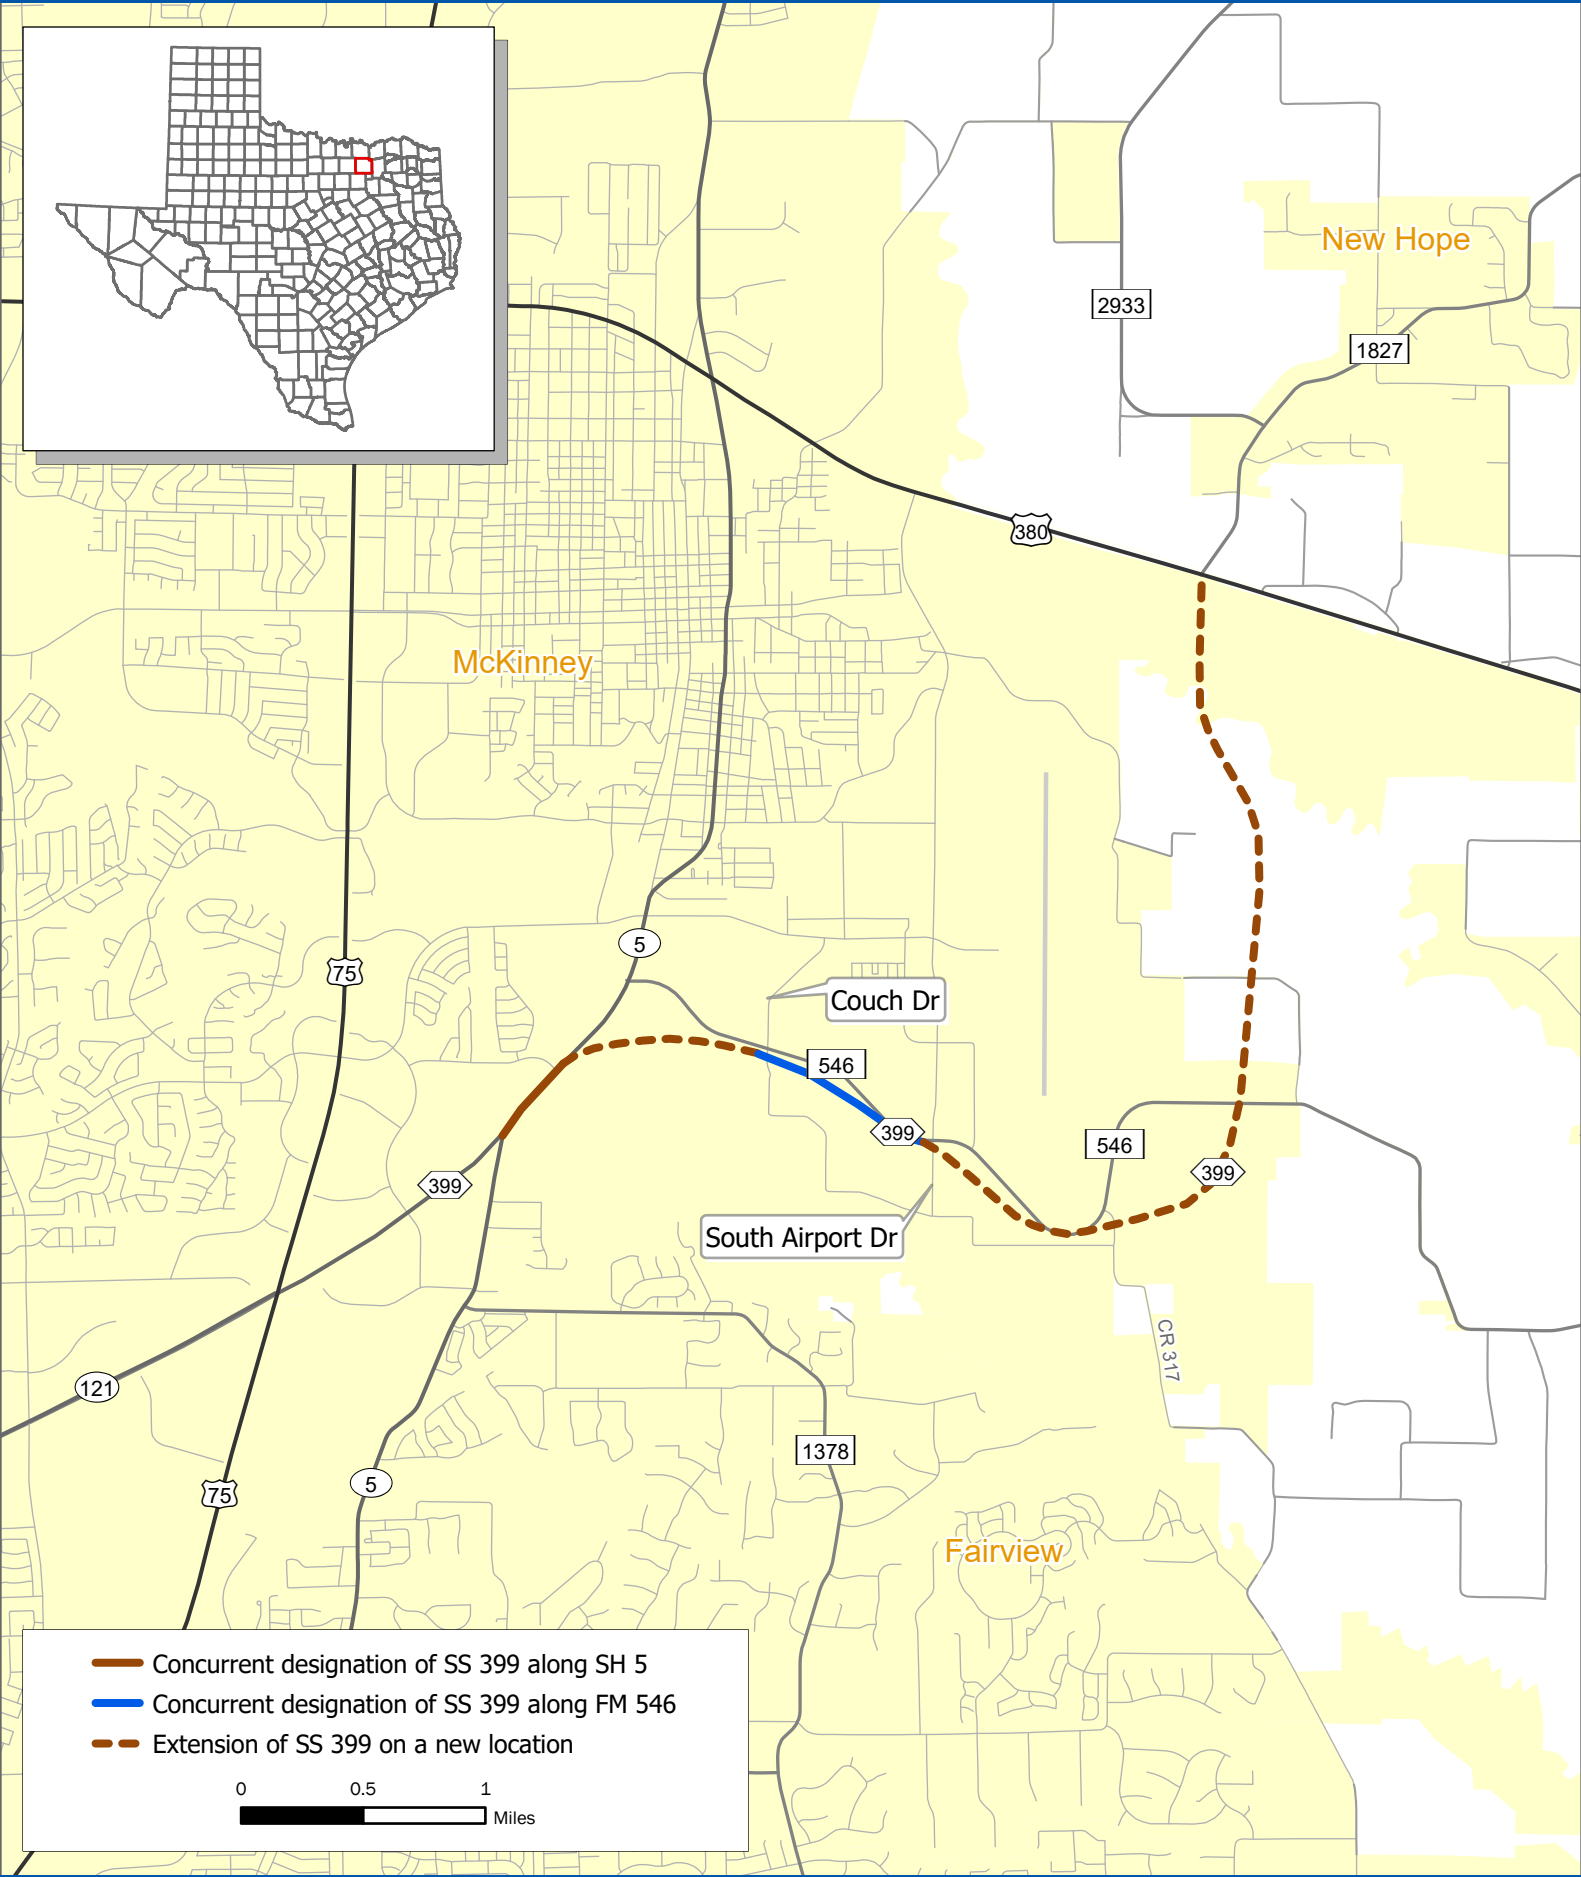 New Hope
2933
1827
380
McKinney
5
75
Couch Dr
546
399
546
399
399
South Airport Dr
CR 317
121
1378
75
5
Fairview
Concurrent designation of SS 399 along SH 5
Concurrent designation of SS 399 along FM 546
Extension of SS 399 on a new location
0 0.5 1
Miles